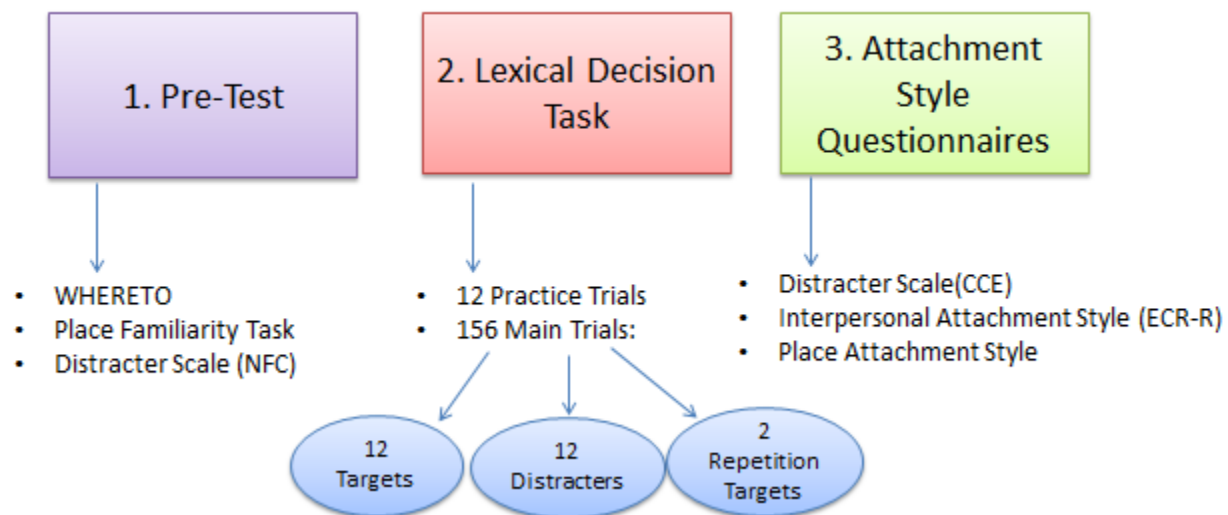 1. Pre-Test
2. Lexical Decision
Task
3. Attachment
Style
Questionnaires
• WHERETO
• Place Familiarity Task
• Distracter Scale (NFC)
• 12 Practice Trials
• 156 Main Trials:
• Distracter Scale(CCE)
• Interpersonal Attachment Style (ECR-R)
• Place Attachment Style
12
Targets
12
Distracters
2
Repetition
Targets